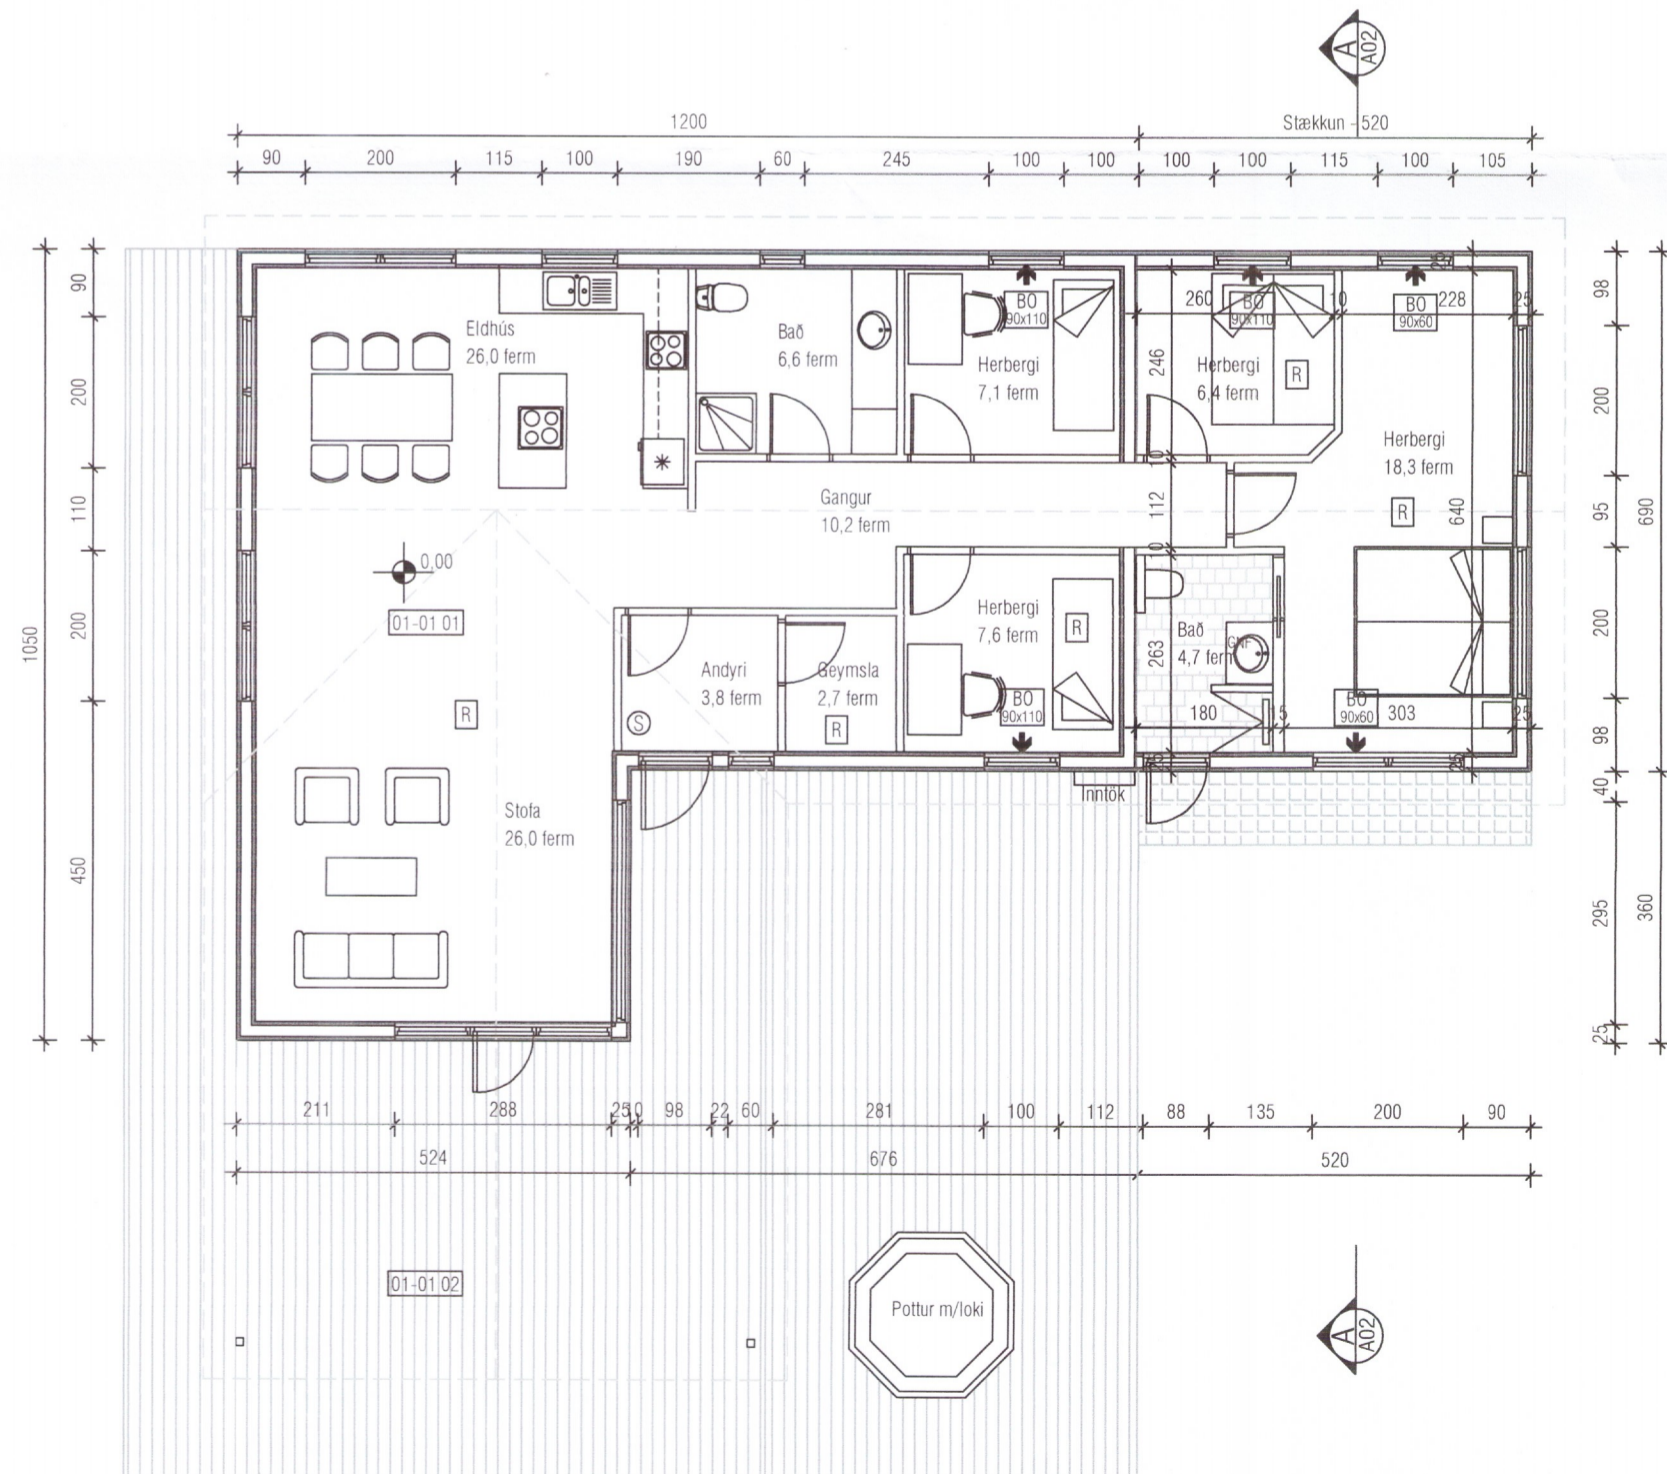 A
A02
1200
Stækkun - 520
90 200 115 100 190 60 245 100 100 100 100 115 100 105
Eldhús
26,0 ferm
Bað
6,6 ferm
BO
90x110
Herbergi
7,1 ferm
260
BO
90x110
10
BO
90x60
228
25
25
246
Herbergi
6,4 ferm
R
Herbergi
18,3 ferm
R
640
Gangur
10,2 ferm
10
112
10
0,00
01-01 01
R
Andyri
3,8 ferm
S
Geymsla
2,7 ferm
R
Herbergi
7,6 ferm
R
BO
90x110
263
Bað
4,7 ferm
GNF
180
15
BO
90x60
303
25
25
25
Inntök
Stofa
26,0 ferm
1050
90
200
110
200
450
98
200
95
200
98
40
295
25
690
360
211 288 25 10 98 22 60 281 100 112 88 135 200 90
524 676 520
01-01 02
Pottur m/loki
A
A02